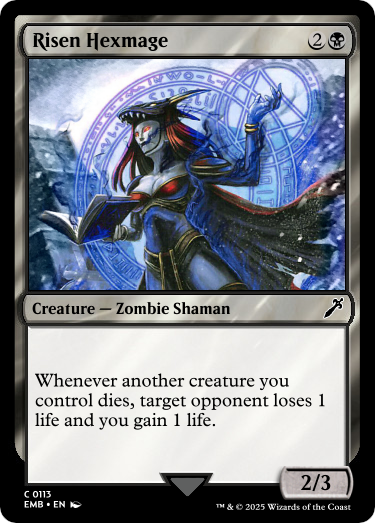 Risen Hexmage 2
Creature — Zombie Shaman
Whenever another creature you
control dies, target opponent loses 1
life and you gain 1 life.
2/3
C 0113
EMB • EN
™ & © 2025 Wizards of the Coast